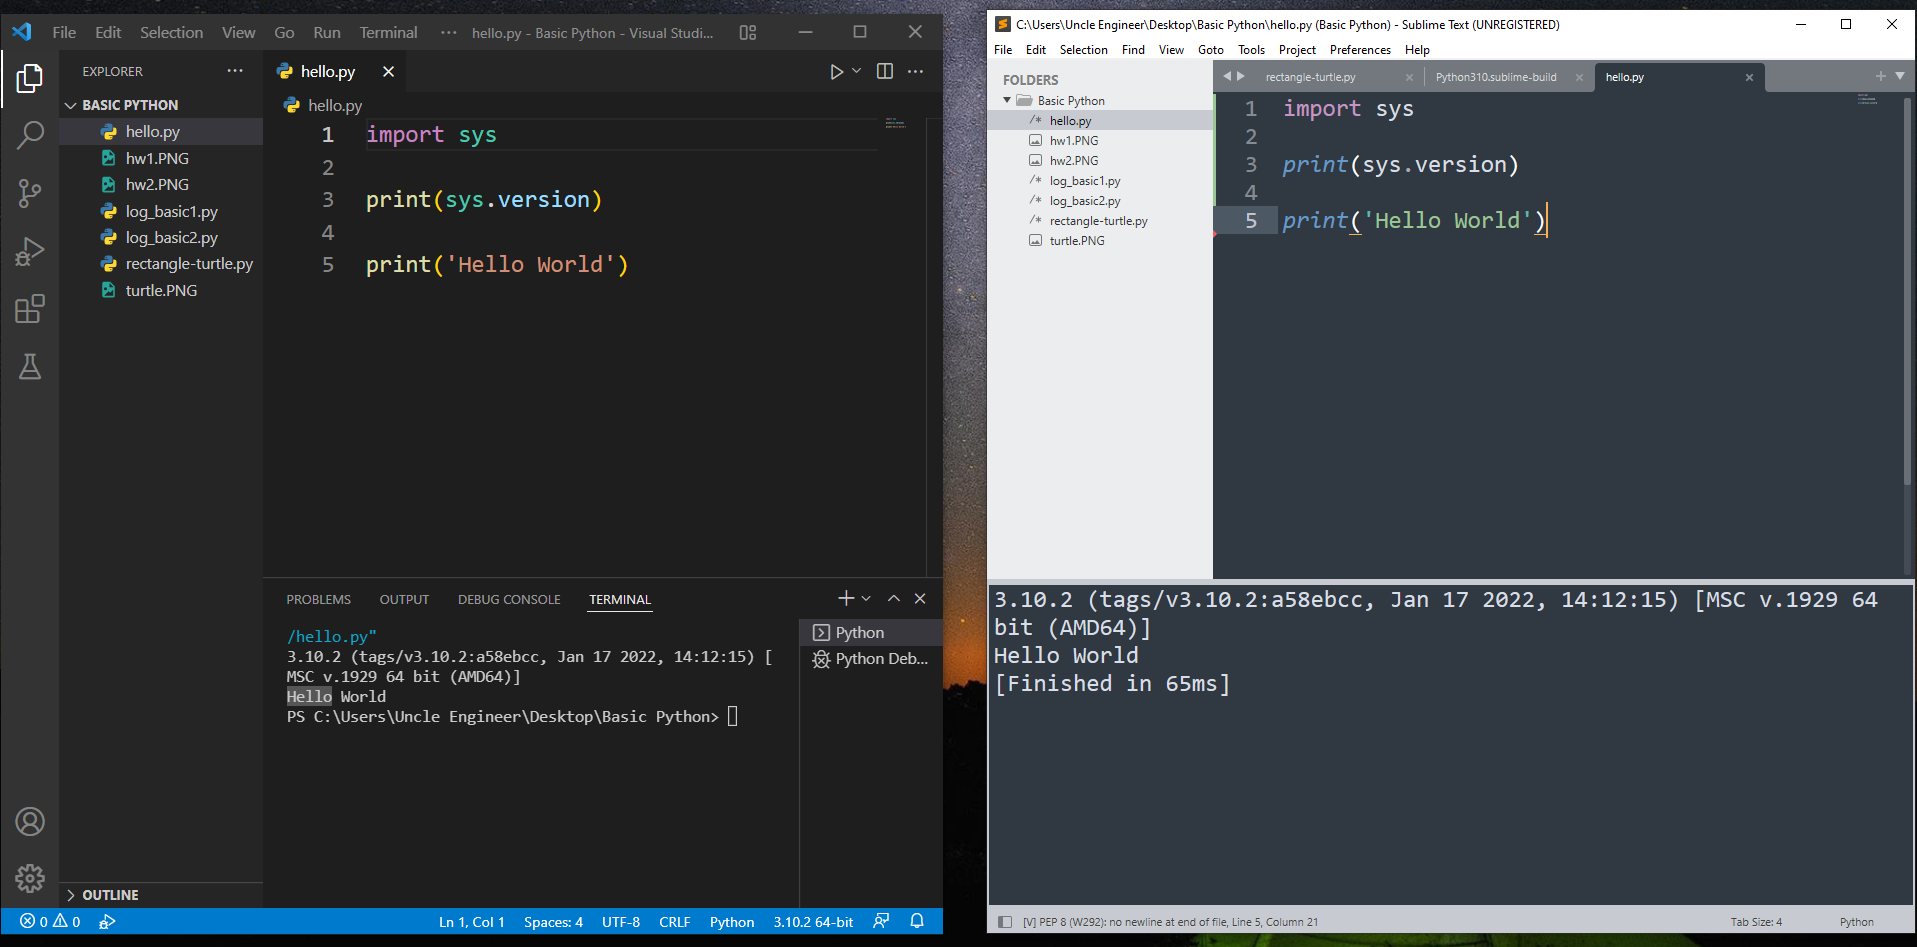 File Edit Selection View Go Run Terminal ··· hello.py - Basic Python - Visual Studi...
EXPLORER ···
BASIC PYTHON
hello.py
hw1.PNG
hw2.PNG
log_basic1.py
log_basic2.py
rectangle-turtle.py
turtle.PNG
OUTLINE
hello.py
hello.py
1 import sys
2
3 print(sys.version)
4
5 print('Hello World')
PROBLEMS OUTPUT DEBUG CONSOLE TERMINAL
/hello.py"
3.10.2 (tags/v3.10.2:a58ebcc, Jan 17 2022, 14:12:15) [
MSC v.1929 64 bit (AMD64)]
Hello World
PS C:\Users\Uncle Engineer\Desktop\Basic Python>
Python
Python Deb...
0 0 Ln 1, Col 1 Spaces: 4 UTF-8 CRLF Python 3.10.2 64-bit
C:\Users\Uncle Engineer\Desktop\Basic Python\hello.py (Basic Python) - Sublime Text (UNREGISTERED)
File Edit Selection Find View Goto Tools Project Preferences Help
FOLDERS
Basic Python
/* hello.py
hw1.PNG
hw2.PNG
/* log_basic1.py
/* log_basic2.py
/* rectangle-turtle.py
turtle.PNG
rectangle-turtle.py Python310.sublime-build hello.py
1 import sys
2
3 print(sys.version)
4
5 print('Hello World')
3.10.2 (tags/v3.10.2:a58ebcc, Jan 17 2022, 14:12:15) [MSC v.1929 64
bit (AMD64)]
Hello World
[Finished in 65ms]
[V] PEP 8 (W292): no newline at end of file, Line 5, Column 21 Tab Size: 4 Python